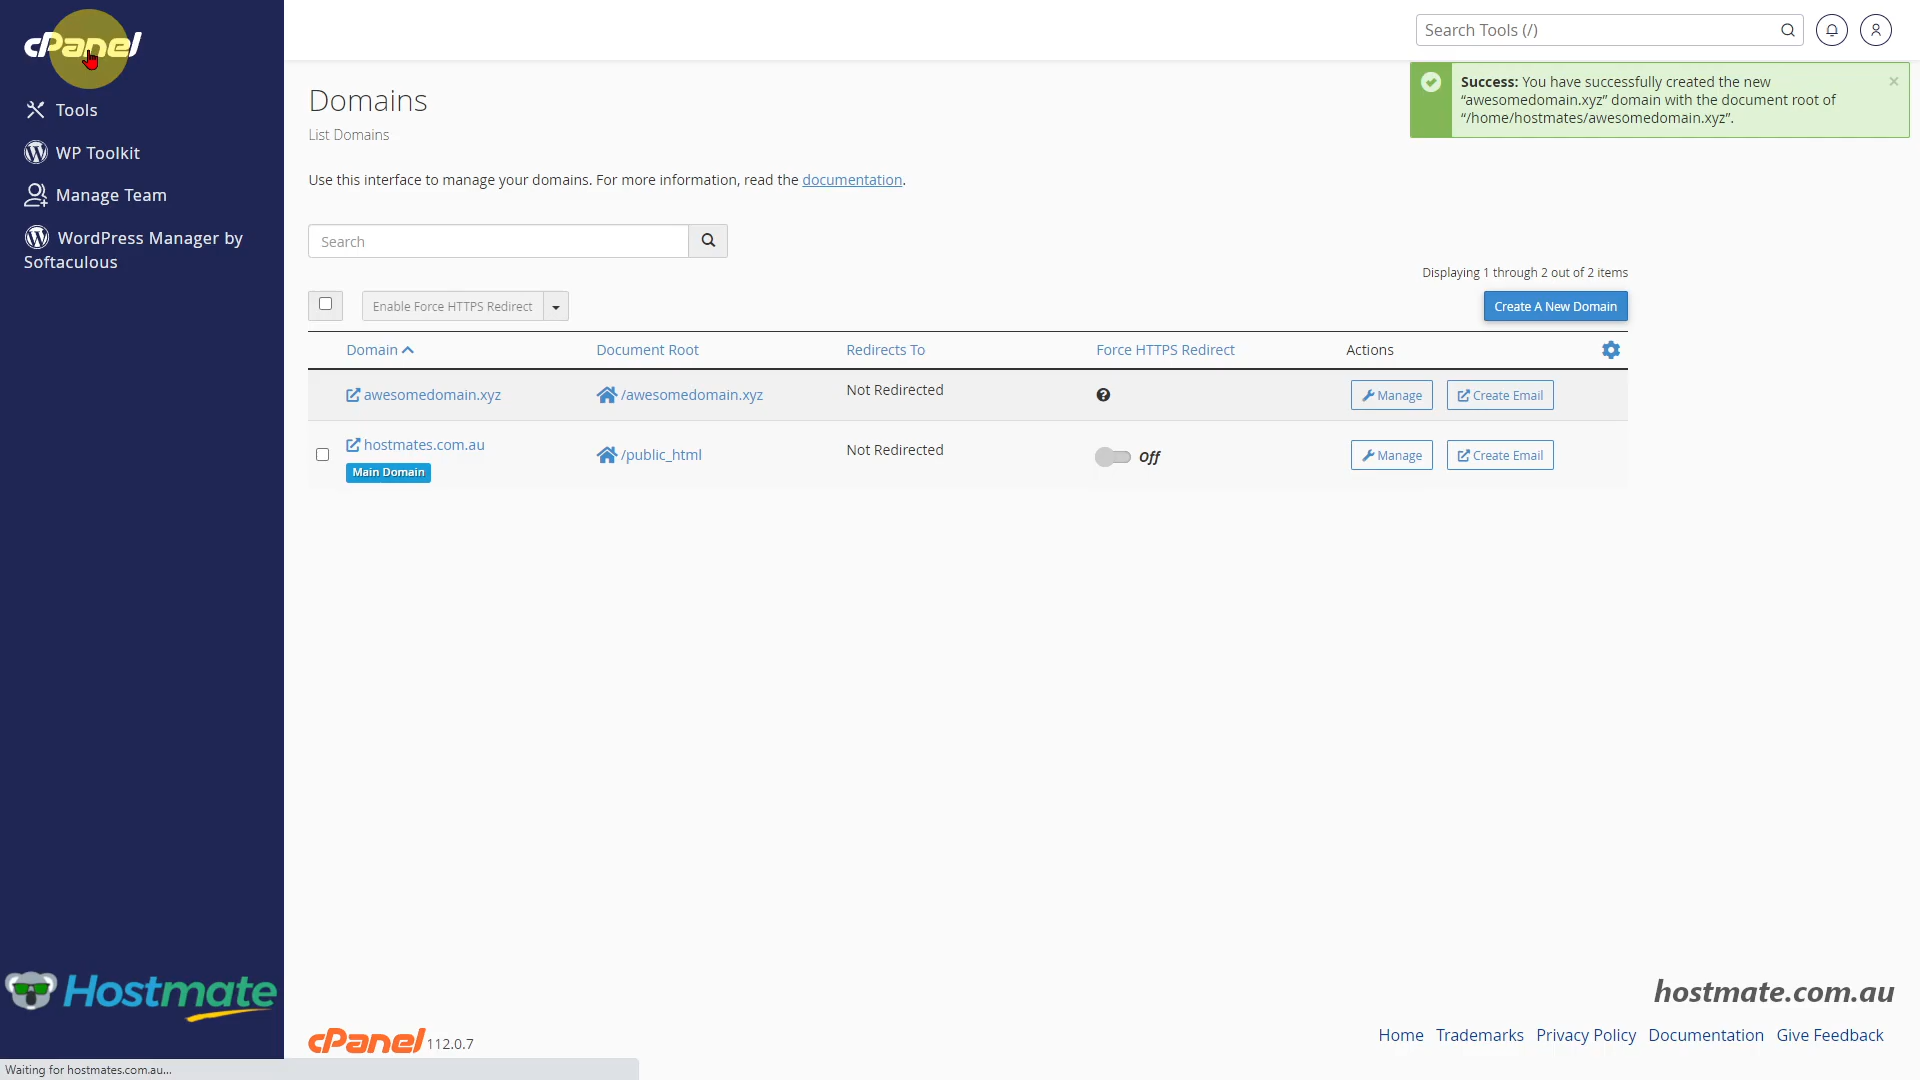 cPanel
Tools
WP Toolkit
Manage Team
WordPress Manager by
Softaculous
Search Tools (/)
Success: You have successfully created the new
“awesomedomain.xyz” domain with the document root of
“/home/hostmates/awesomedomain.xyz”.
×
Domains
List Domains
Use this interface to manage your domains. For more information, read the documentation.
Search
Displaying 1 through 2 out of 2 items
Enable Force HTTPS Redirect
Create A New Domain
Domain Document Root Redirects To Force HTTPS Redirect Actions
awesomedomain.xyz /awesomedomain.xyz Not Redirected ? Manage Create Email
hostmates.com.au /public_html Not Redirected Off Manage Create Email
Main Domain
Hostmate
hostmate.com.au
cPanel 112.0.7
Home Trademarks Privacy Policy Documentation Give Feedback
Waiting for hostmates.com.au...